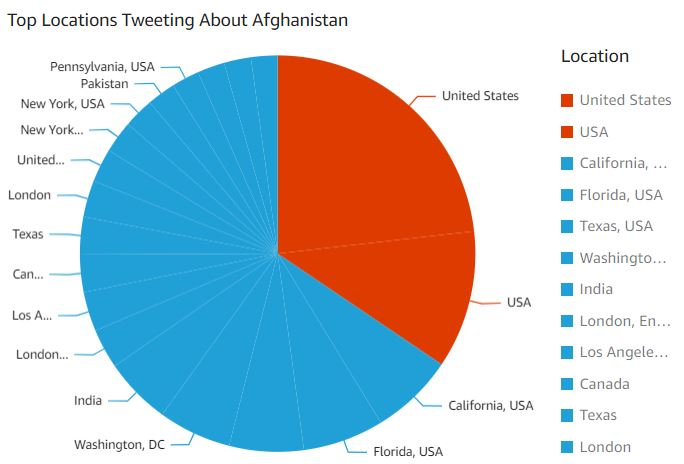 Top Locations Tweeting About Afghanistan
Pennsylvania, USA
Pakistan
New York, USA
New York...
United...
London
Texas
Can...
Los A...
London...
India
Washington, DC
Florida, USA
California, USA
USA
United States
Location
United States
USA
California, ...
Florida, USA
Texas, USA
Washingto...
India
London, En...
Los Angele...
Canada
Texas
London